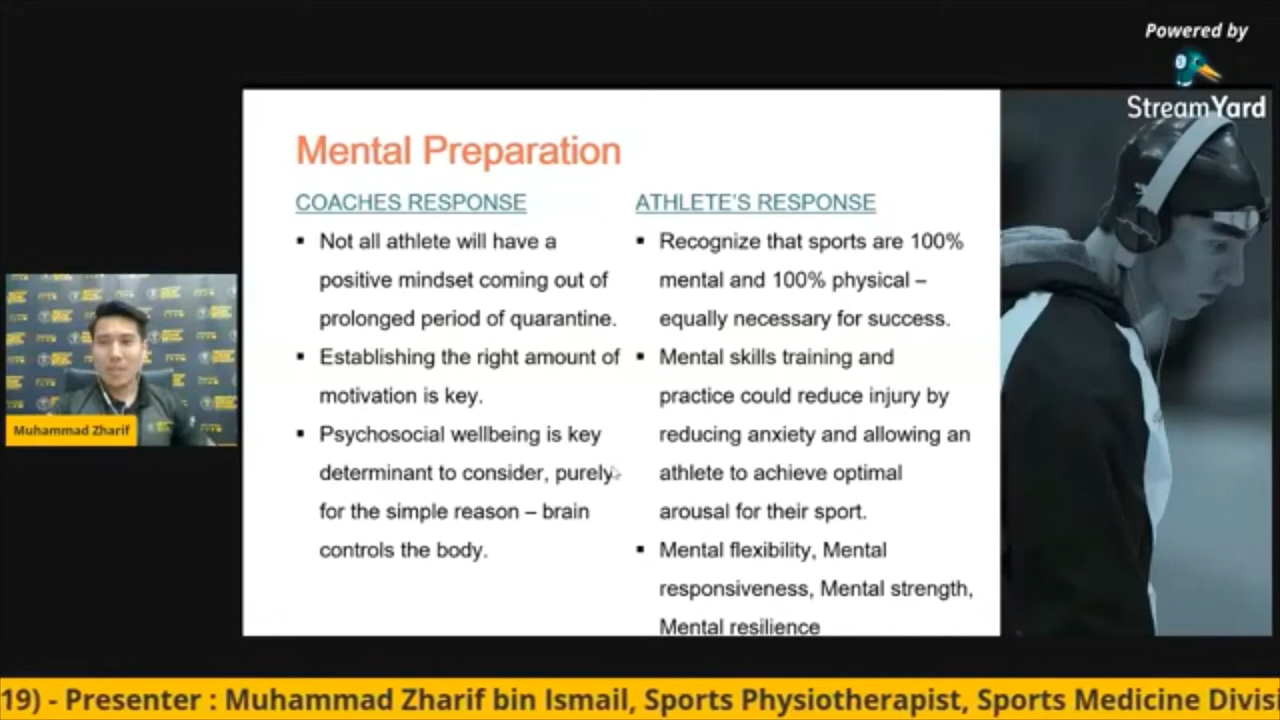 Powered by
StreamYard
Mental Preparation
COACHES RESPONSE
▪ Not all athlete will have a
positive mindset coming out of
prolonged period of quarantine.
▪ Establishing the right amount of
motivation is key.
▪ Psychosocial wellbeing is key
determinant to consider, purely
for the simple reason – brain
controls the body.
ATHLETE'S RESPONSE
▪ Recognize that sports are 100%
mental and 100% physical –
equally necessary for success.
▪ Mental skills training and
practice could reduce injury by
reducing anxiety and allowing an
athlete to achieve optimal
arousal for their sport.
▪ Mental flexibility, Mental
responsiveness, Mental strength,
Mental resilience
Muhammad Zharif
19) - Presenter : Muhammad Zharif bin Ismail, Sports Physiotherapist, Sports Medicine Divis